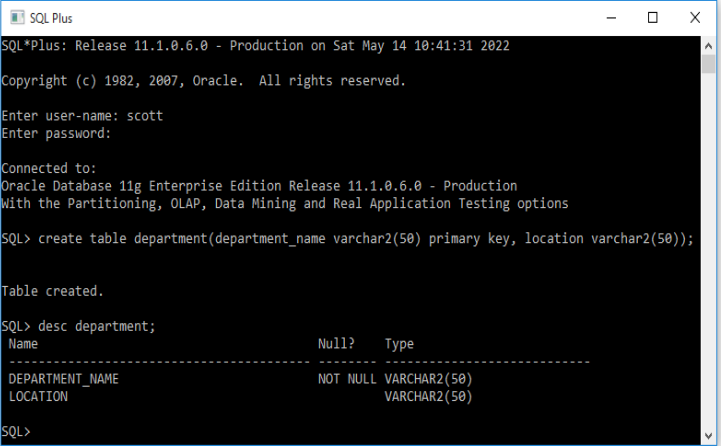 SQL Plus
SQL*Plus: Release 11.1.0.6.0 - Production on Sat May 14 10:41:31 2022
Copyright (c) 1982, 2007, Oracle.  All rights reserved.
Enter user-name: scott
Enter password:
Connected to:
Oracle Database 11g Enterprise Edition Release 11.1.0.6.0 - Production
With the Partitioning, OLAP, Data Mining and Real Application Testing options
SQL> create table department(department_name varchar2(50) primary key, location varchar2(50));
Table created.
SQL> desc department;
Name                                      Null?    Type
----------------------------------------- -------- ----------------------------
DEPARTMENT_NAME                           NOT NULL VARCHAR2(50)
LOCATION                                           VARCHAR2(50)
SQL>